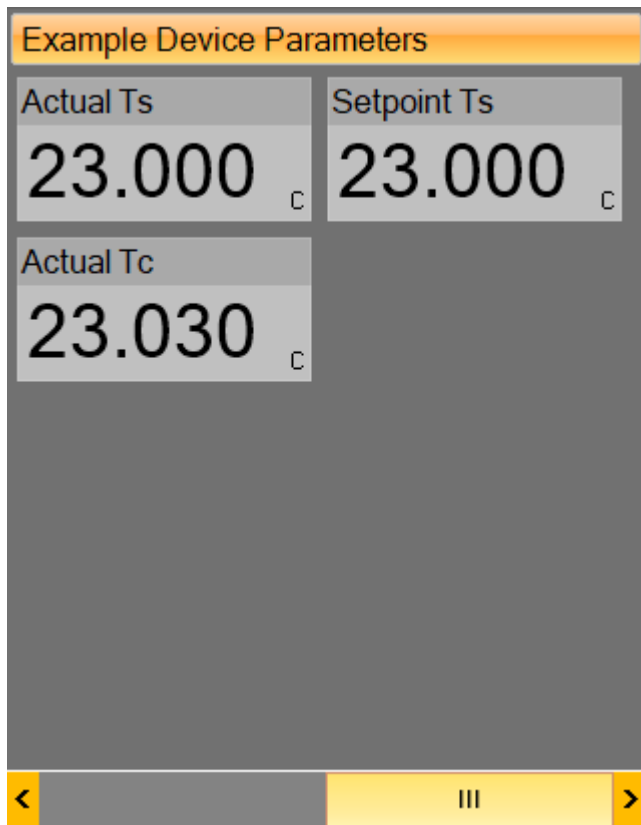 Example Device Parameters
Actual Ts
Setpoint Ts
23.000 C
23.000 C
Actual Tc
23.030 C